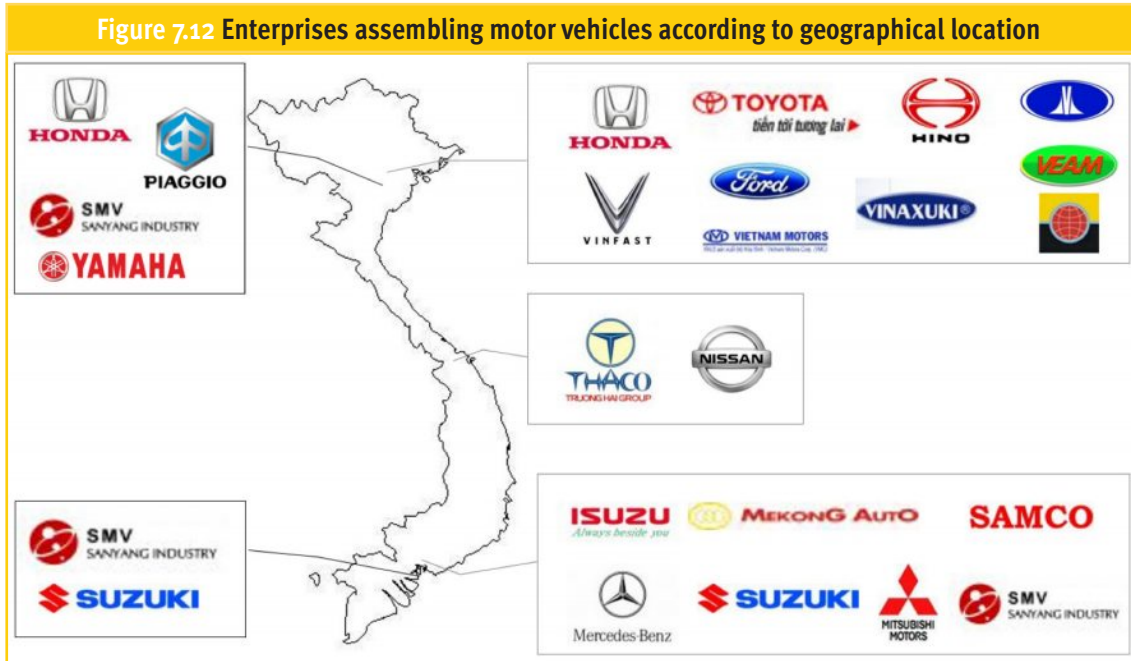 Figure 7.12 Enterprises assembling motor vehicles according to geographical location
HONDA
PIAGGIO
SMV
SANYANG INDUSTRY
YAMAHA
HONDA
TOYOTA
tiến tới tương lai
HINO
VINFAST
Ford
VIETNAM MOTORS
VINAXUKI®
VEAM
THACO
TRUONG HAI GROUP
NISSAN
SMV
SANYANG INDUSTRY
SUZUKI
ISUZU
Always beside you
MEKONG AUTO
SAMCO
Mercedes-Benz
SUZUKI
MITSUBISHI
MOTORS
SMV
SANYANG INDUSTRY